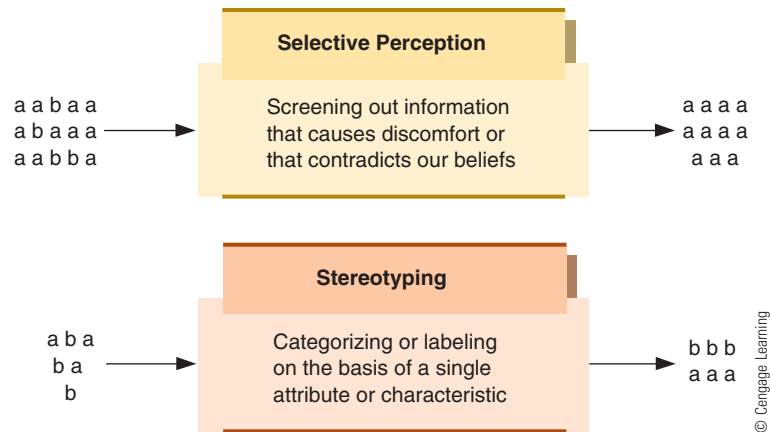 Selective Perception
a a b a a
a b a a a
a a b b a
Screening out information
that causes discomfort or
that contradicts our beliefs
a a a a
a a a a
a a a
Stereotyping
a b a
b a
b
Categorizing or labeling
on the basis of a single
attribute or characteristic
b b b
a a a
© Cengage Learning